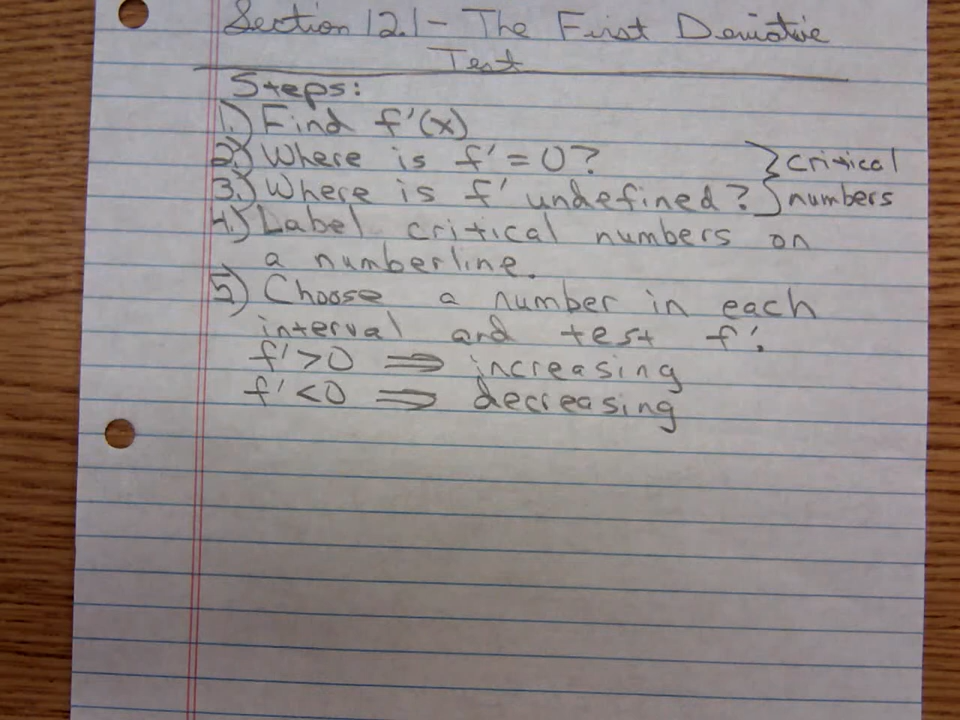 Section 12.1 - The First Derivative
Test
Steps:
1.) Find f'(x)
2.) Where is f' = 0? } critical
3.) Where is f' undefined? } numbers
4.) Label critical numbers on
a numberline.
5) Choose a number in each
interval and test f'.
f' > 0 ⟹ increasing
f' < 0 ⟹ decreasing